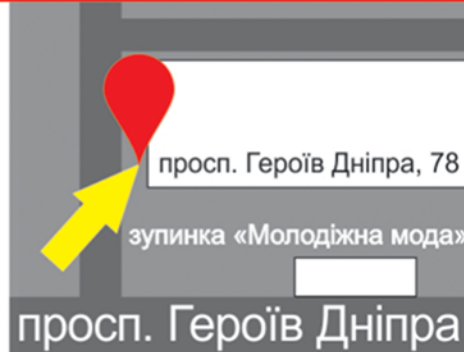 просп. Героїв Дніпра, 78
зупинка «Молодіжна мода»
просп. Героїв Дніпра